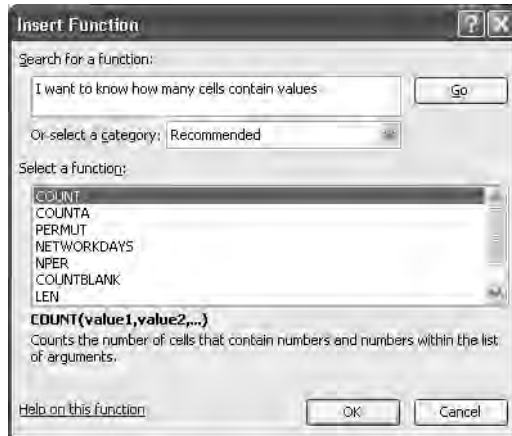 Insert Function
Search for a function:
I want to know how many cells contain values
Go
Or select a category: Recommended
Select a function:
COUNT
COUNTA
PERMUT
NETWORKDAYS
NPER
COUNTBLANK
LEN
COUNT(value1,value2,...)
Counts the number of cells that contain numbers and numbers within the list
of arguments.
Help on this function
OK
Cancel